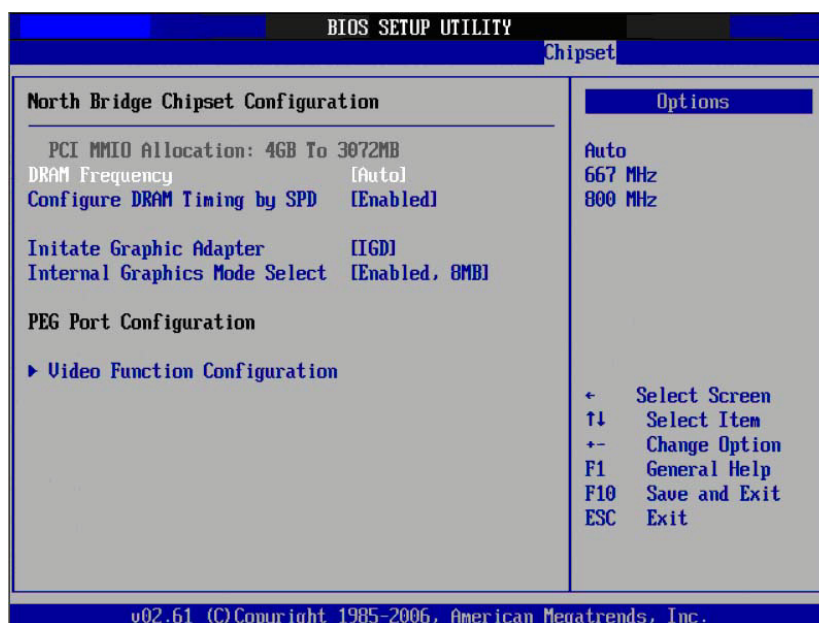 BIOS SETUP UTILITY
Chipset
North Bridge Chipset Configuration
PCI MMIO Allocation: 4GB To 3072MB
DRAM Frequency [Auto]
Configure DRAM Timing by SPD [Enabled]
Initate Graphic Adapter [IGD]
Internal Graphics Mode Select [Enabled, 8MB]
PEG Port Configuration
▶ Video Function Configuration
Options
Auto
667 MHz
800 MHz
← Select Screen
↑↓ Select Item
+- Change Option
F1 General Help
F10 Save and Exit
ESC Exit
v02.61 (C)Copyright 1985-2006, American Megatrends, Inc.